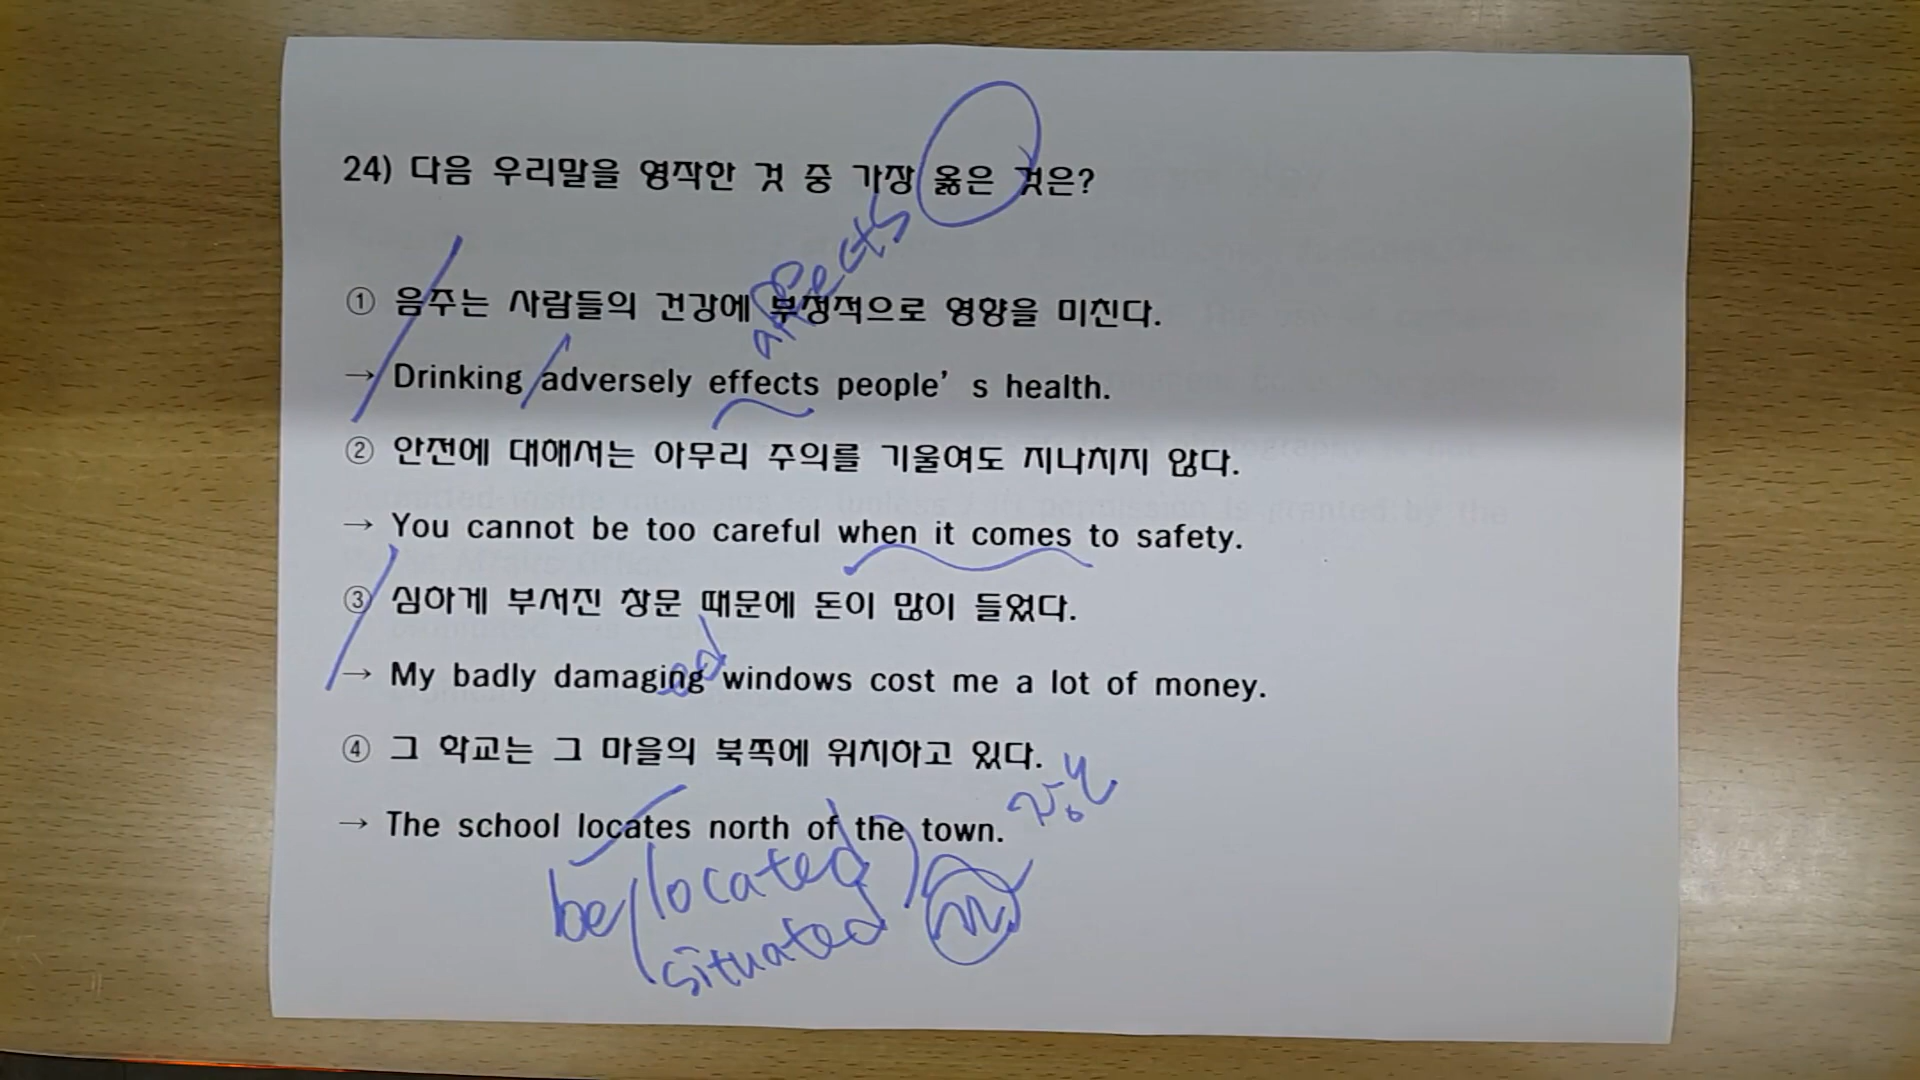 24) 다음 우리말을 영작한 것 중 가장 옳은 것은?
affects
① 음주는 사람들의 건강에 부정적으로 영향을 미친다.
→ Drinking adversely effects people's health.
② 안전에 대해서는 아무리 주의를 기울여도 지나치지 않다.
→ You cannot be too careful when it comes to safety.
③ 심하게 부서진 창문 때문에 돈이 많이 들었다.
ed
→ My badly damaging windows cost me a lot of money.
④ 그 학교는 그 마을의 북쪽에 위치하고 있다.
→ The school locates north of the town.
be located
situated